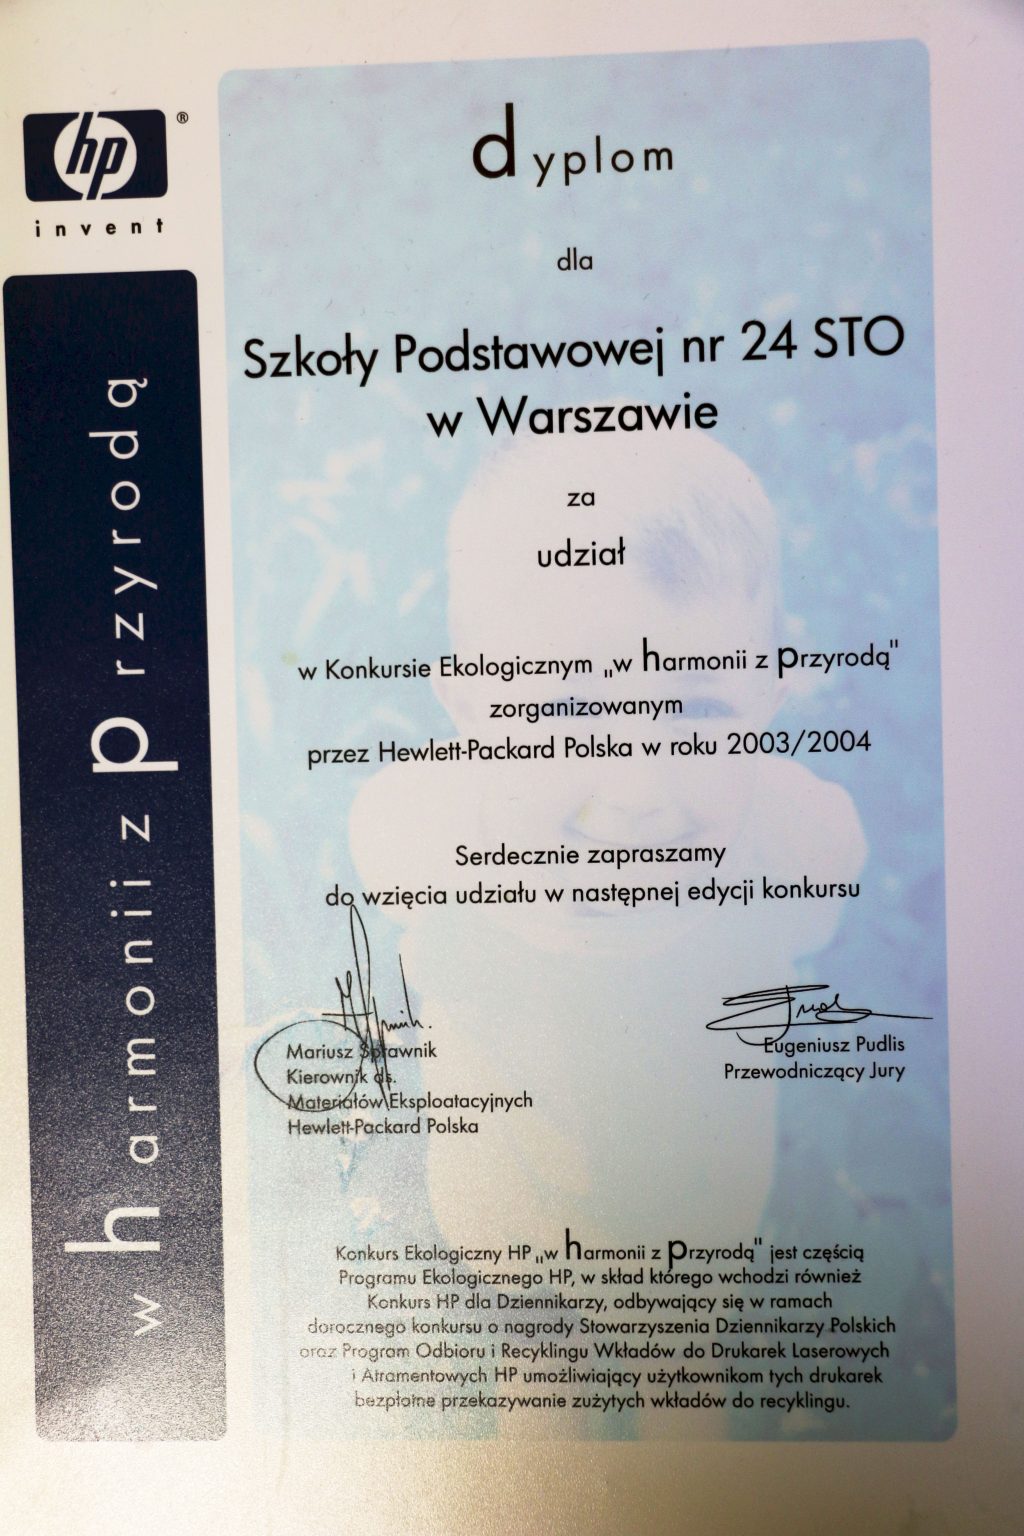 hp ®
invent
w harmonii z przyrodą
dyplom
dla
Szkoły Podstawowej nr 24 STO
w Warszawie
za
udział
w Konkursie Ekologicznym „w harmonii z przyrodą"
zorganizowanym
przez Hewlett-Packard Polska w roku 2003/2004
Serdecznie zapraszamy
do wzięcia udziału w następnej edycji konkursu
Mariusz Sprawnik
Kierownik ds.
Materiałów Eksploatacyjnych
Hewlett-Packard Polska
Eugeniusz Pudlis
Przewodniczący Jury
Konkurs Ekologiczny HP „w harmonii z przyrodą" jest częścią
Programu Ekologicznego HP, w skład którego wchodzi również
Konkurs HP dla Dziennikarzy, odbywający się w ramach
dorocznego konkursu o nagrody Stowarzyszenia Dziennikarzy Polskich
oraz Program Odbioru i Recyklingu Wkładów do Drukarek Laserowych
i Atramentowych HP umożliwiający użytkownikom tych drukarek
bezpłatne przekazywanie zużytych wkładów do recyklingu.